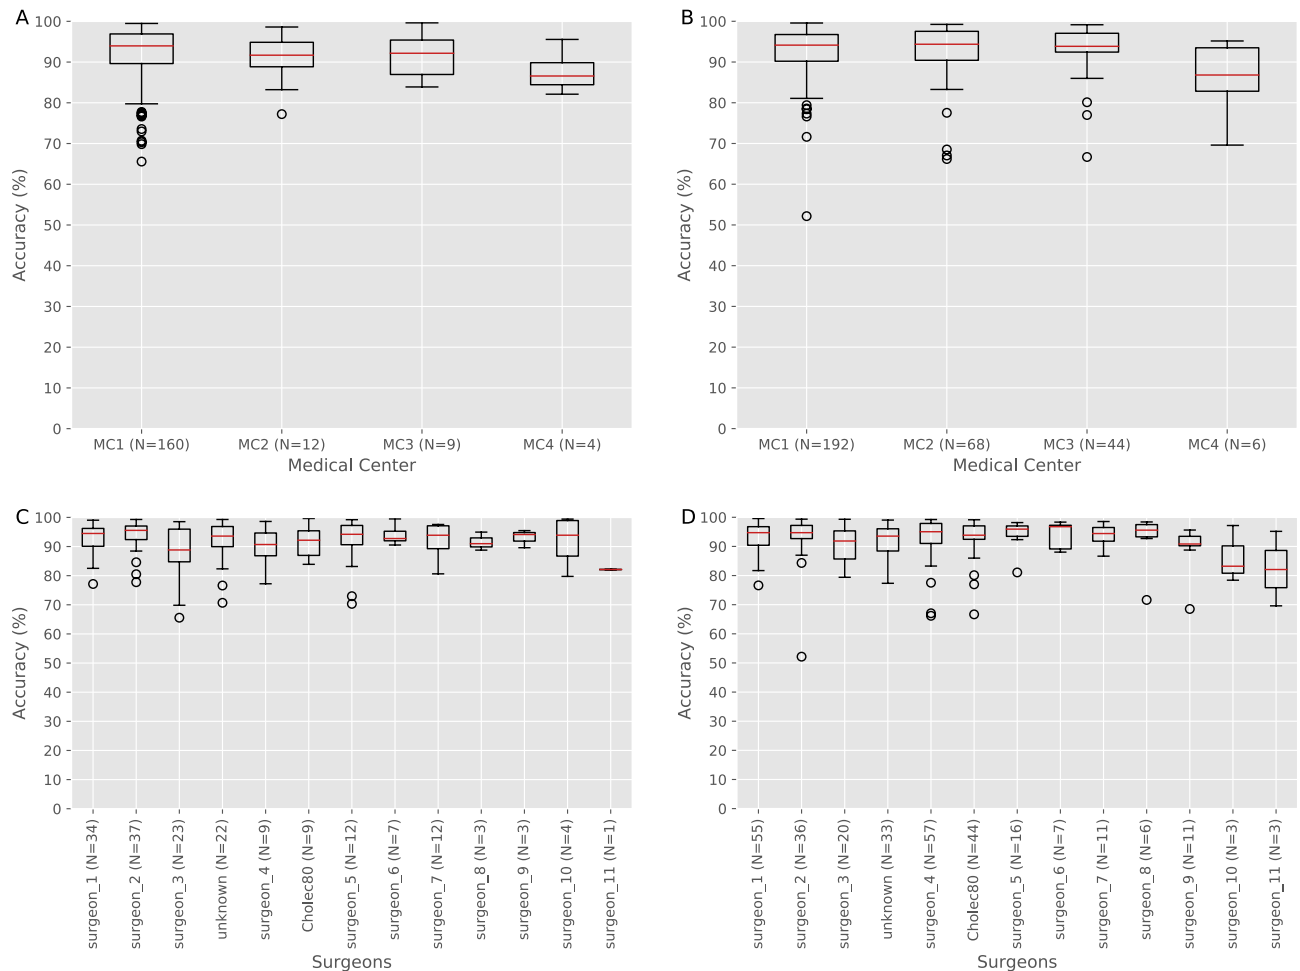 A
100
90
80
70
60
50
40
30
20
10
0
Accuracy (%)
MC1 (N=160) MC2 (N=12) MC3 (N=9) MC4 (N=4)
Medical Center
B
100
90
80
70
60
50
40
30
20
10
0
Accuracy (%)
MC1 (N=192) MC2 (N=68) MC3 (N=44) MC4 (N=6)
Medical Center
C
100
90
80
70
60
50
40
30
20
10
0
Accuracy (%)
surgeon_1 (N=34)
surgeon_2 (N=37)
surgeon_3 (N=23)
unknown (N=22)
surgeon_4 (N=9)
Cholec80 (N=9)
surgeon_5 (N=12)
surgeon_6 (N=7)
surgeon_7 (N=12)
surgeon_8 (N=3)
surgeon_9 (N=3)
surgeon_10 (N=4)
surgeon_11 (N=1)
Surgeons
D
100
90
80
70
60
50
40
30
20
10
0
Accuracy (%)
surgeon_1 (N=55)
surgeon_2 (N=36)
surgeon_3 (N=20)
unknown (N=33)
surgeon_4 (N=57)
Cholec80 (N=44)
surgeon_5 (N=16)
surgeon_6 (N=7)
surgeon_7 (N=11)
surgeon_8 (N=6)
surgeon_9 (N=11)
surgeon_10 (N=3)
surgeon_11 (N=3)
Surgeons